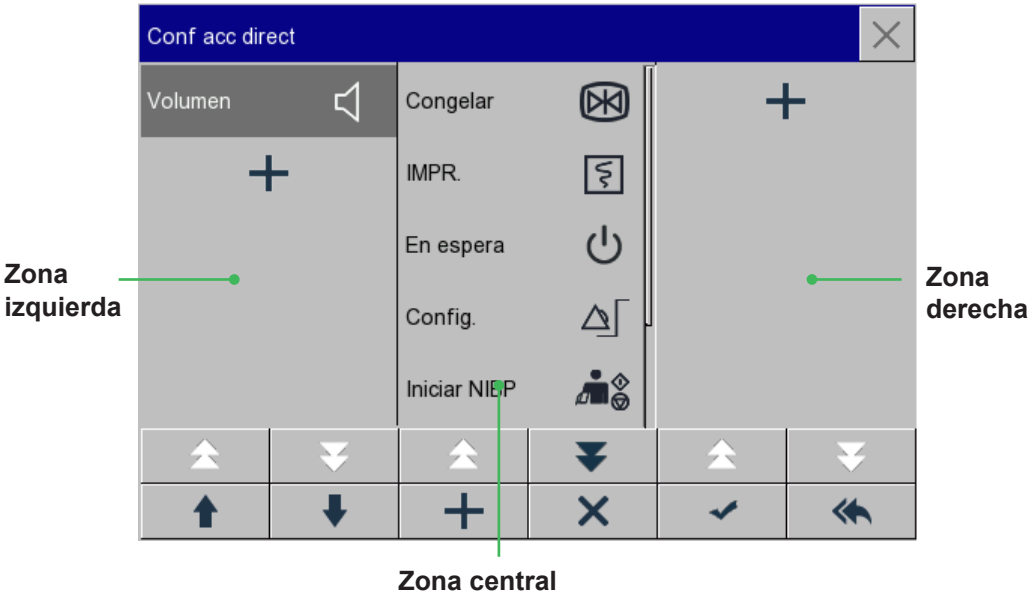 Conf acc direct
Volumen
Congelar
IMPR.
En espera
Config.
Iniciar NIBP
Zona
izquierda
Zona
derecha
Zona central